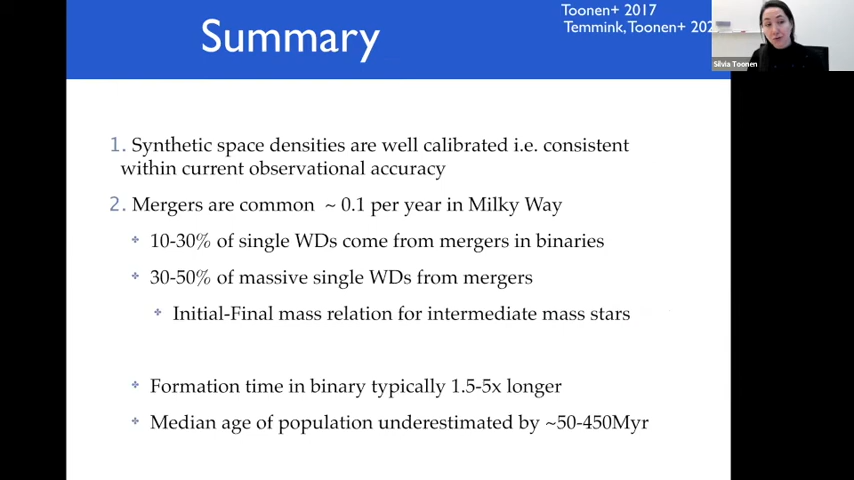 Summary
Toonen+ 2017
Temmink, Toonen+ 
Silvia Toonen
1. Synthetic space densities are well calibrated i.e. consistent
within current observational accuracy
2. Mergers are common ~ 0.1 per year in Milky Way
10-30% of single WDs come from mergers in binaries
30-50% of massive single WDs from mergers
Initial-Final mass relation for intermediate mass stars
Formation time in binary typically 1.5-5x longer
Median age of population underestimated by ~50-450Myr